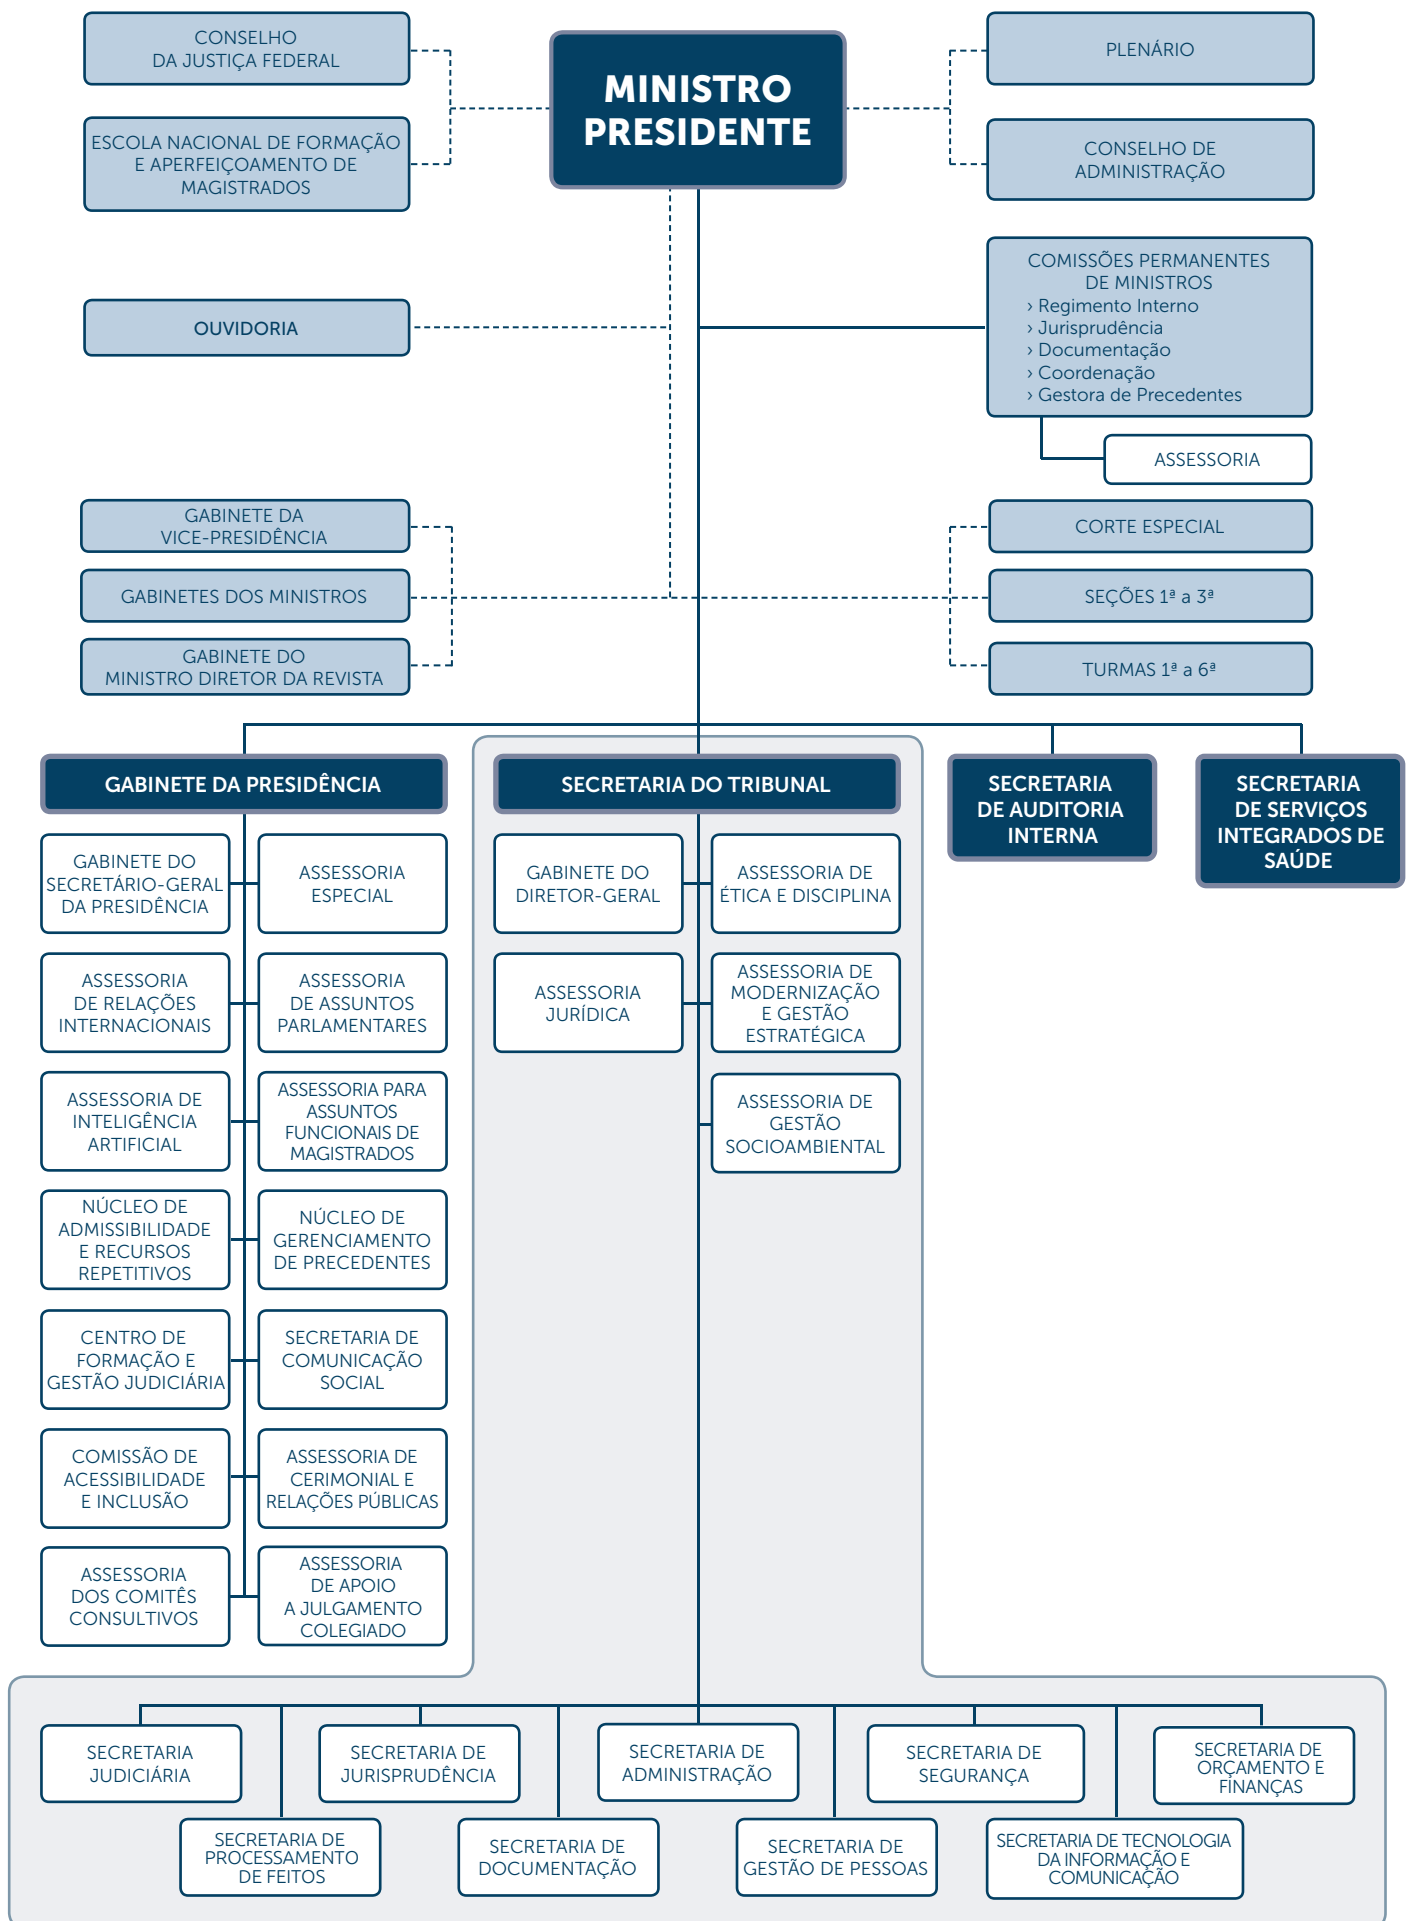 CONSELHO
DA JUSTIÇA FEDERAL
MINISTRO
PRESIDENTE
PLENÁRIO
ESCOLA NACIONAL DE FORMAÇÃO
E APERFEIÇOAMENTO DE
MAGISTRADOS
CONSELHO DE
ADMINISTRAÇÃO
OUVIDORIA
COMISSÕES PERMANENTES
DE MINISTROS
› Regimento Interno
› Jurisprudência
› Documentação
› Coordenação
› Gestora de Precedentes
ASSESSORIA
GABINETE DA
VICE-PRESIDÊNCIA
GABINETES DOS MINISTROS
GABINETE DO
MINISTRO DIRETOR DA REVISTA
CORTE ESPECIAL
SEÇÕES 1ª a 3ª
TURMAS 1ª a 6ª
GABINETE DA PRESIDÊNCIA
SECRETARIA DO TRIBUNAL
SECRETARIA
DE AUDITORIA
INTERNA
SECRETARIA
DE SERVIÇOS
INTEGRADOS DE
SAÚDE
GABINETE DO
SECRETÁRIO-GERAL
DA PRESIDÊNCIA
ASSESSORIA
ESPECIAL
ASSESSORIA
DE RELAÇÕES
INTERNACIONAIS
ASSESSORIA
DE ASSUNTOS
PARLAMENTARES
ASSESSORIA DE
INTELIGÊNCIA
ARTIFICIAL
ASSESSORIA PARA
ASSUNTOS
FUNCIONAIS DE
MAGISTRADOS
NÚCLEO DE
ADMISSIBILIDADE
E RECURSOS
REPETITIVOS
NÚCLEO DE
GERENCIAMENTO
DE PRECEDENTES
CENTRO DE
FORMAÇÃO E
GESTÃO JUDICIÁRIA
SECRETARIA DE
COMUNICAÇÃO
SOCIAL
COMISSÃO DE
ACESSIBILIDADE
E INCLUSÃO
ASSESSORIA DE
CERIMONIAL E
RELAÇÕES PÚBLICAS
ASSESSORIA
DOS COMITÊS
CONSULTIVOS
ASSESSORIA
DE APOIO
A JULGAMENTO
COLEGIADO
GABINETE DO
DIRETOR-GERAL
ASSESSORIA DE
ÉTICA E DISCIPLINA
ASSESSORIA
JURÍDICA
ASSESSORIA DE
MODERNIZAÇÃO
E GESTÃO
ESTRATÉGICA
ASSESSORIA DE
GESTÃO
SOCIOAMBIENTAL
SECRETARIA
JUDICIÁRIA
SECRETARIA DE
JURISPRUDÊNCIA
SECRETARIA DE
ADMINISTRAÇÃO
SECRETARIA DE
SEGURANÇA
SECRETARIA DE
ORÇAMENTO E
FINANÇAS
SECRETARIA DE
PROCESSAMENTO
DE FEITOS
SECRETARIA DE
DOCUMENTAÇÃO
SECRETARIA DE
GESTÃO DE PESSOAS
SECRETARIA DE TECNOLOGIA
DA INFORMAÇÃO E
COMUNICAÇÃO